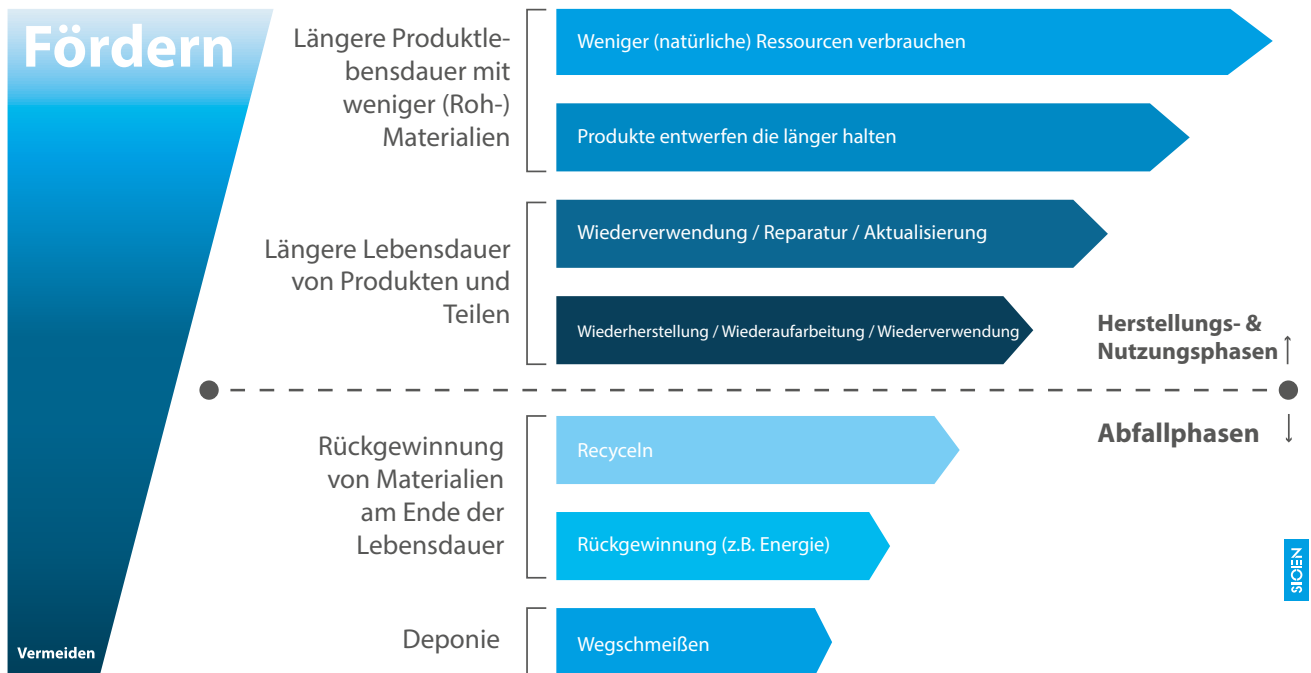 Fördern
Längere Produktle-
bensdauer mit
weniger (Roh-)
Materialien
Weniger (natürliche) Ressourcen verbrauchen
Produkte entwerfen die länger halten
Längere Lebensdauer
von Produkten und
Teilen
Wiederverwendung / Reparatur / Aktualisierung
Wiederherstellung / Wiederaufarbeitung / Wiederverwendung
Herstellungs- &
Nutzungsphasen ↑
Abfallphasen ↓
Rückgewinnung
von Materialien
am Ende der
Lebensdauer
Recyceln
Rückgewinnung (z.B. Energie)
SIOEN
Deponie
Wegschmeißen
Vermeiden